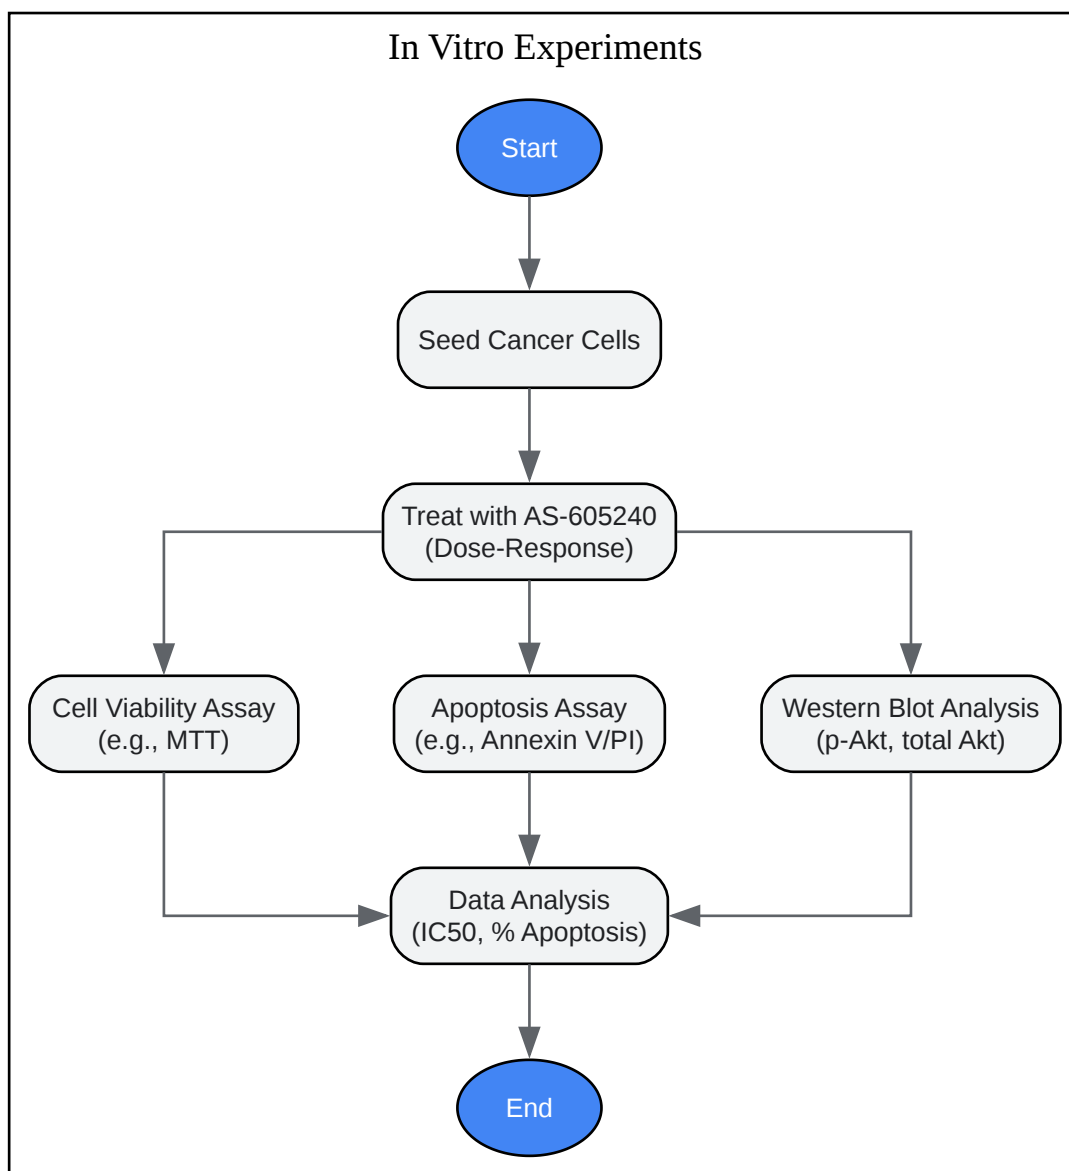 In Vitro Experiments
Start
Seed Cancer Cells
Treat with AS-605240
(Dose-Response)
Cell Viability Assay
(e.g., MTT)
Apoptosis Assay
(e.g., Annexin V/PI)
Western Blot Analysis
(p-Akt, total Akt)
Data Analysis
(IC50, % Apoptosis)
End